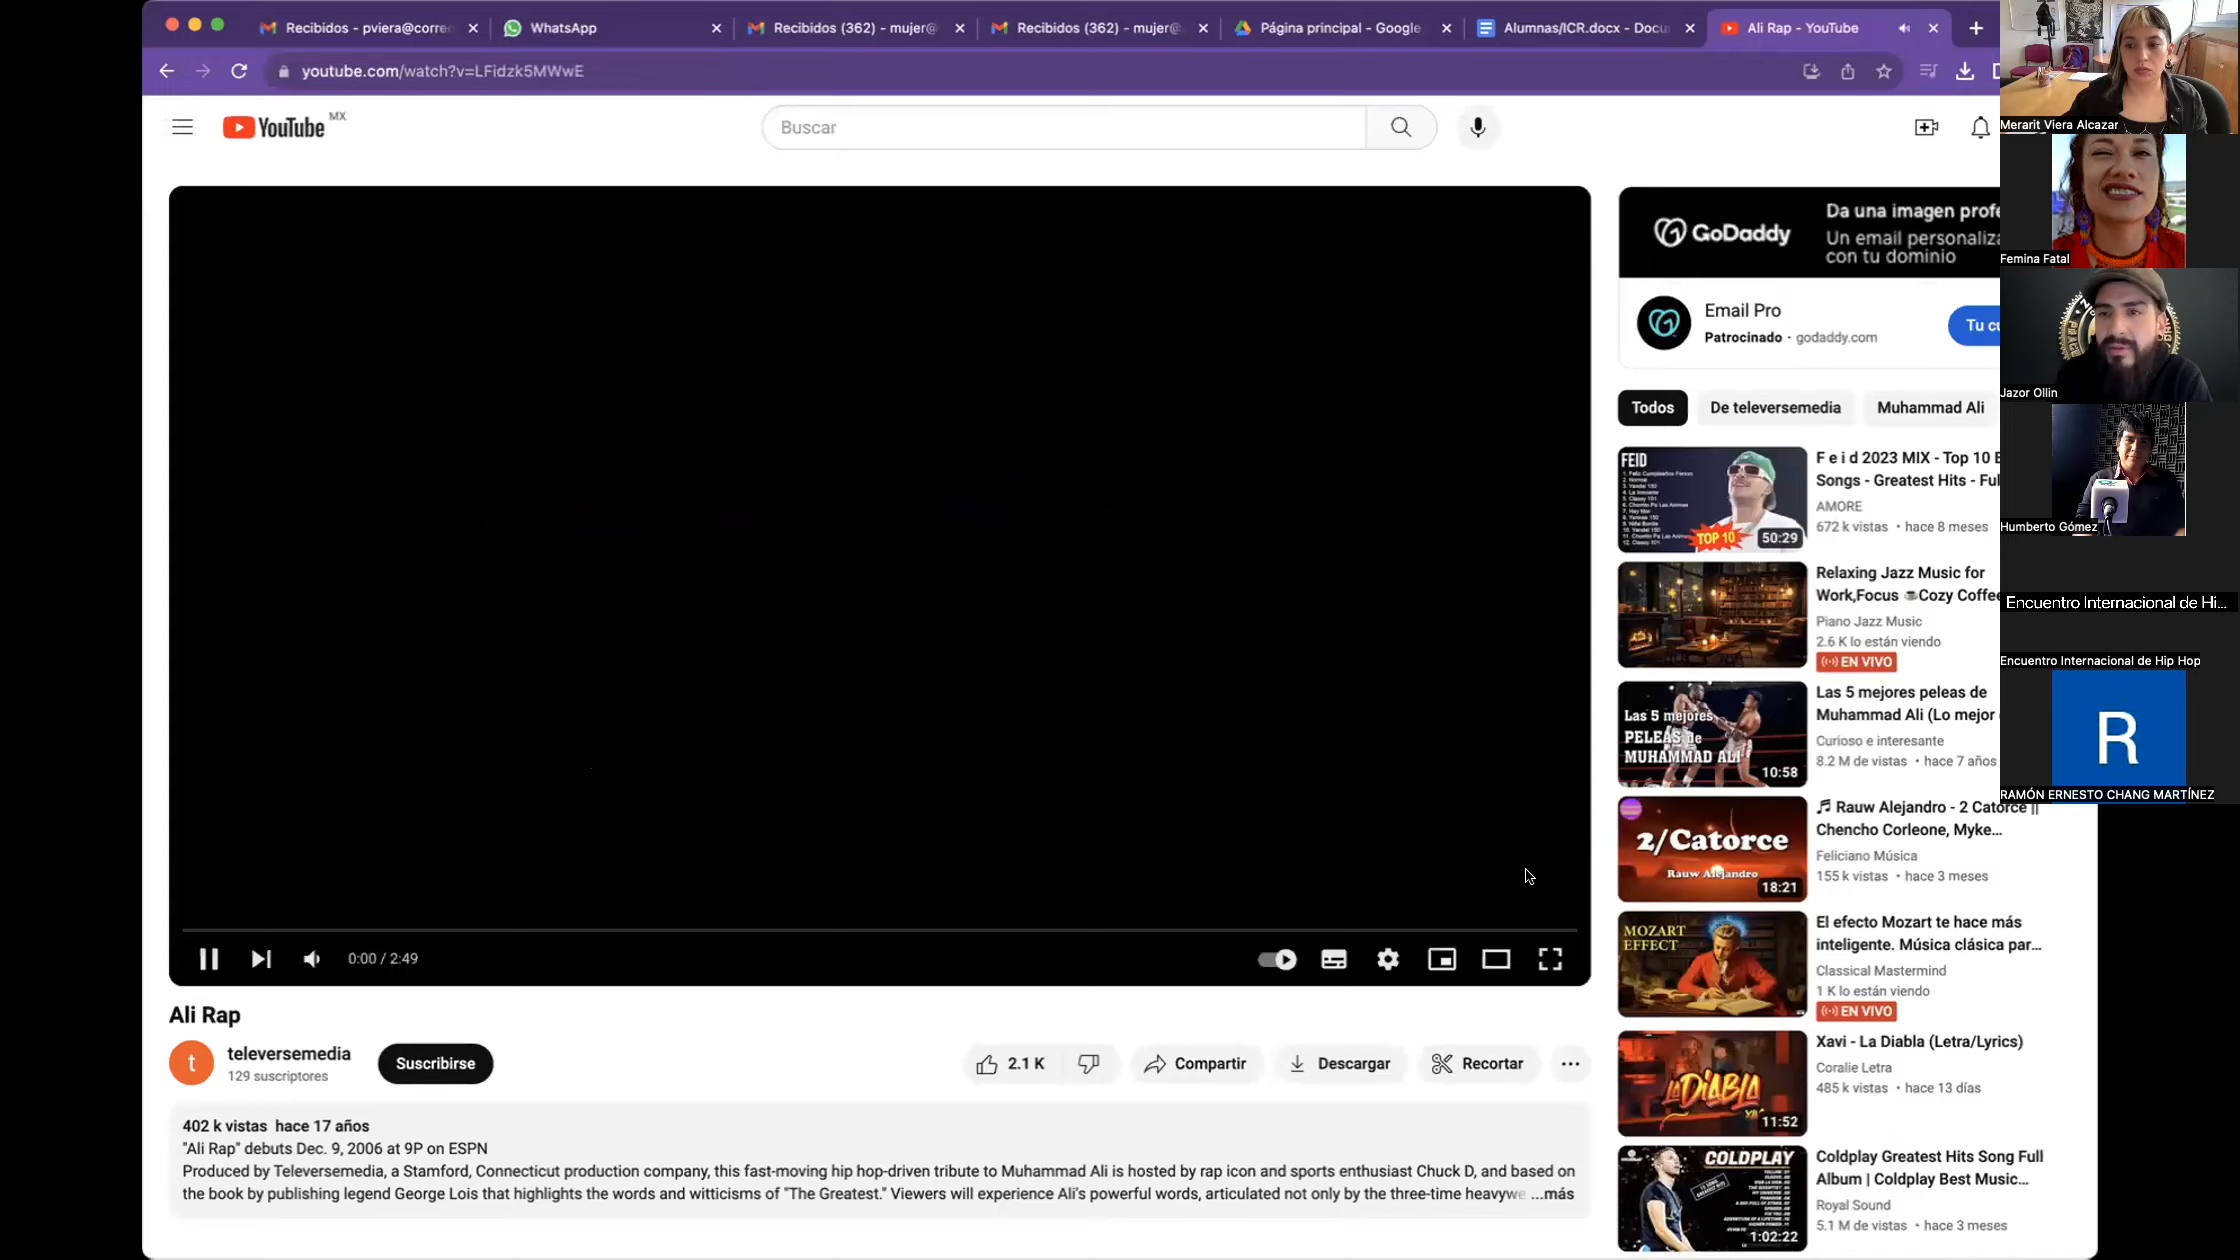 Recibidos - pviera@corre
WhatsApp
Recibidos (362) - mujer@
Recibidos (362) - mujer@
Página principal - Google
Alumnas/ICR.docx - Docu
Ali Rap - YouTube
youtube.com/watch?v=LFidzk5MWwE
YouTube MX
Buscar
GoDaddy
Da una imagen profe
Un email personaliza
con tu dominio
Email Pro
Patrocinado · godaddy.com
Tu cu
Todos
De televersemedia
Muhammad Ali
FEID
TOP 10
50:29
F e i d 2023 MIX - Top 10 B
Songs - Greatest Hits - Ful
AMORE
672 k vistas • hace 8 meses
Relaxing Jazz Music for
Work,Focus ☕Cozy Coffee
Piano Jazz Music
2.6 K lo están viendo
EN VIVO
Las 5 mejores
PELEAS de
MUHAMMAD ALI
10:58
Las 5 mejores peleas de
Muhammad Ali (Lo mejor
Curioso e interesante
8.2 M de vistas • hace 7 años
2/Catorce
Rauw Alejandro
18:21
🎵 Rauw Alejandro - 2 Catorce ||
Chencho Corleone, Myke...
Feliciano Música
155 k vistas • hace 3 meses
MOZART
EFFECT
El efecto Mozart te hace más
inteligente. Música clásica par...
Classical Mastermind
1 K lo están viendo
EN VIVO
LA DIABLA
11:52
Xavi - La Diabla (Letra/Lyrics)
Coralie Letra
485 k vistas • hace 13 días
COLDPLAY
1:02:22
Coldplay Greatest Hits Song Full
Album | Coldplay Best Music...
Royal Sound
5.1 M de vistas • hace 3 meses
0:00 / 2:49
Ali Rap
t
televersemedia
129 suscriptores
Suscribirse
2.1 K
Compartir
Descargar
Recortar
402 k vistas hace 17 años
"Ali Rap" debuts Dec. 9, 2006 at 9P on ESPN
Produced by Televersemedia, a Stamford, Connecticut production company, this fast-moving hip hop-driven tribute to Muhammad Ali is hosted by rap icon and sports enthusiast Chuck D, and based on
the book by publishing legend George Lois that highlights the words and witticisms of "The Greatest." Viewers will experience Ali's powerful words, articulated not only by the three-time heavywe ...más
Merarit Viera Alcazar
Femina Fatal
Jazor Ollin
Humberto Gómez
Encuentro Internacional de Hi...
Encuentro Internacional de Hip Hop
R
RAMÓN ERNESTO CHANG MARTÍNEZ